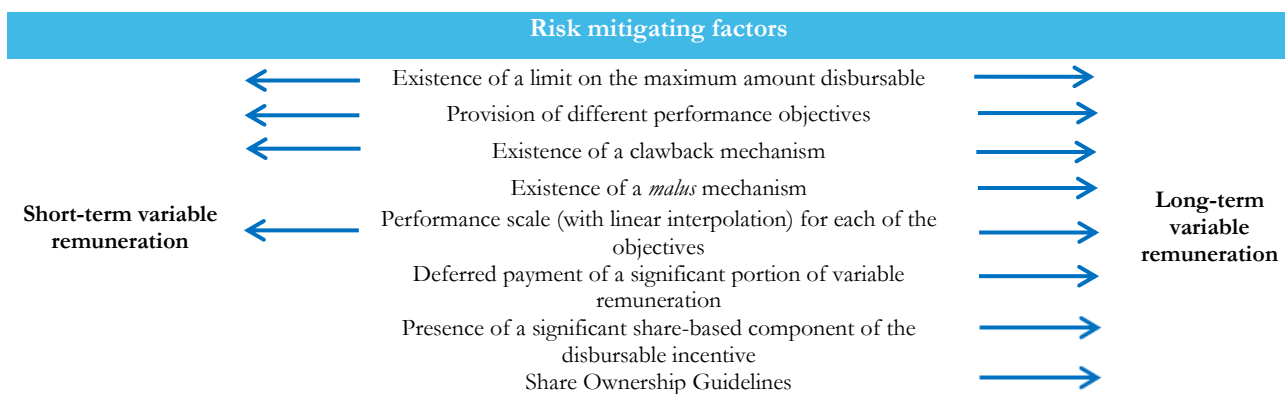 Risk mitigating factors
Existence of a limit on the maximum amount disbursable
Provision of different performance objectives
Existence of a clawback mechanism
Existence of a malus mechanism
Short-term variable
remuneration
Performance scale (with linear interpolation) for each of the
objectives
Long-term
variable
remuneration
Deferred payment of a significant portion of variable
remuneration
Presence of a significant share-based component of the
disbursable incentive
Share Ownership Guidelines